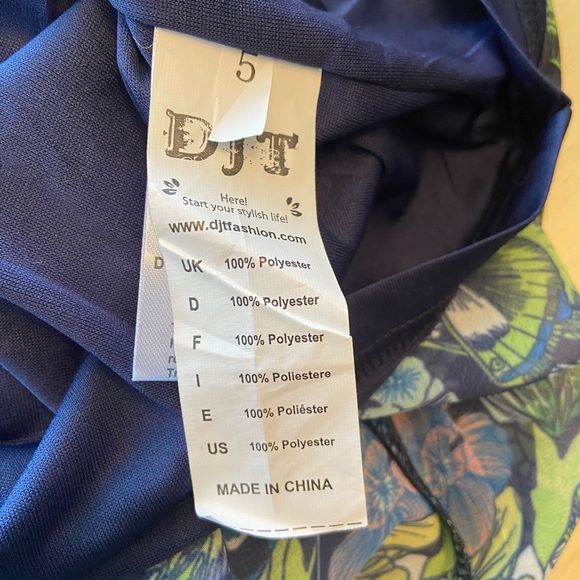 5
DJT
Here!
Start your stylish life!
www.djtfashion.com
D UK 100% Polyester
D 100% Polyester
F 100% Polyester
I 100% Poliestere
E 100% Poliéster
US 100% Polyester
MADE IN CHINA